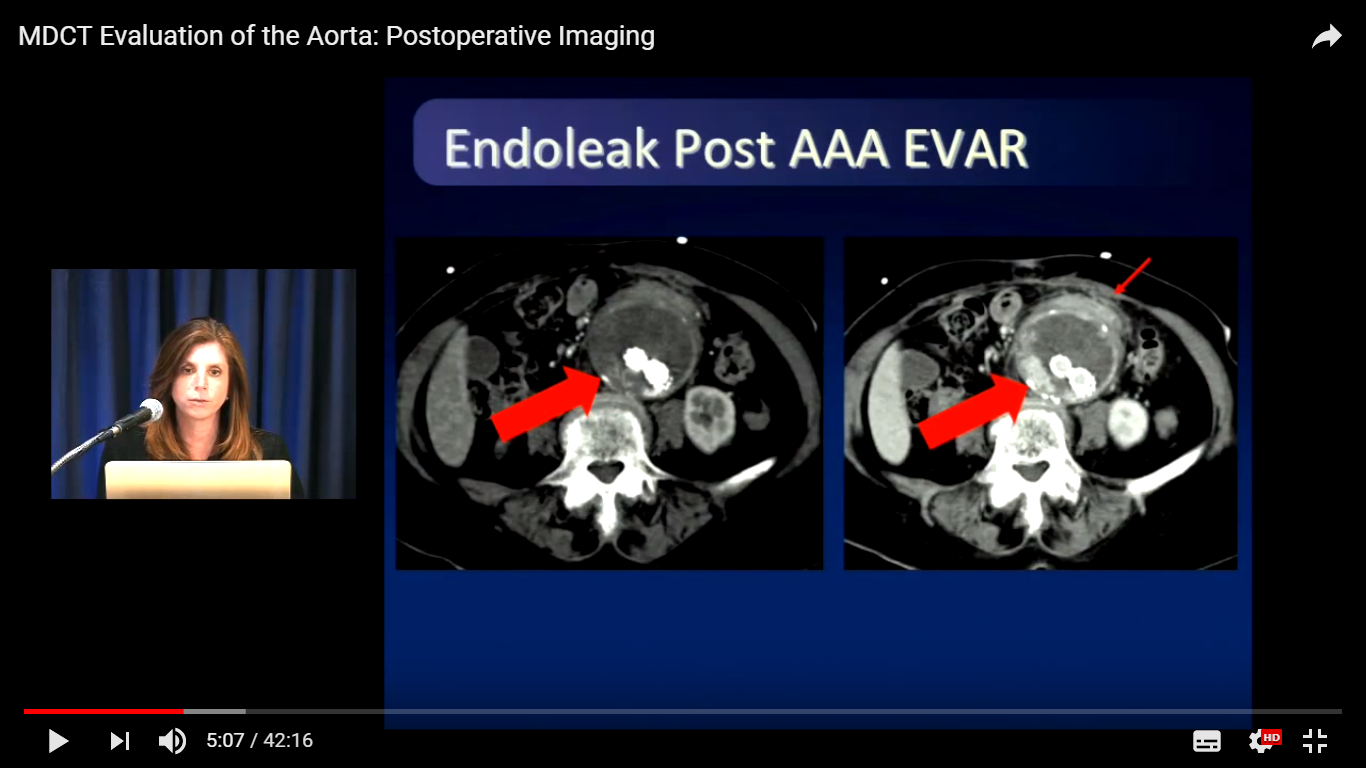 MDCT Evaluation of the Aorta: Postoperative Imaging
Endoleak Post AAA EVAR
5:07 / 42:16
HD